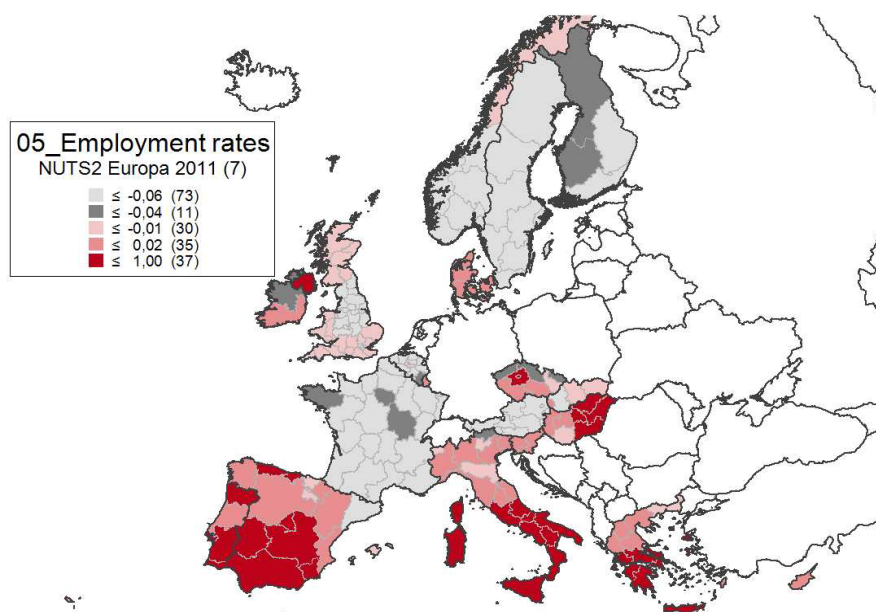 05_Employment rates
NUTS2 Europa 2011 (7)
≤ -0,06 (73)
≤ -0,04 (11)
≤ -0,01 (30)
≤ 0,02 (35)
≤ 1,00 (37)